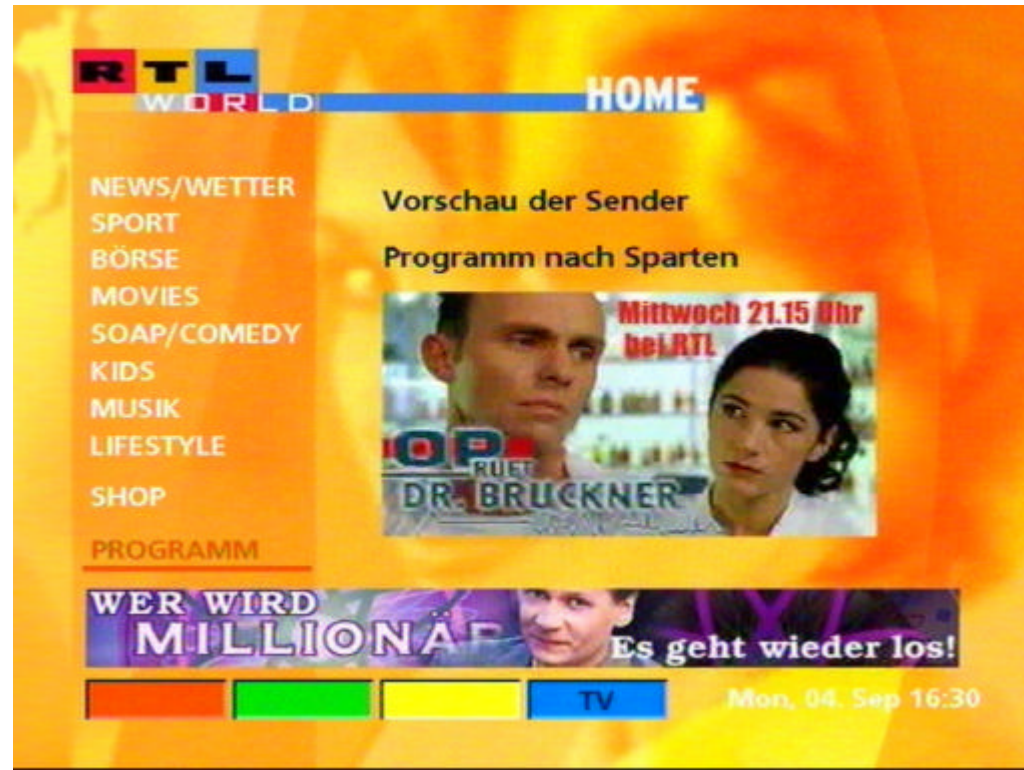 RTL
WORLD
HOME
NEWS/WETTER
SPORT
BÖRSE
MOVIES
SOAP/COMEDY
KIDS
MUSIK
LIFESTYLE
SHOP
PROGRAMM
Vorschau der Sender
Programm nach Sparten
Mittwoch 21.15 Uhr
bei RTL
OP
RUFT
DR. BRUCKNER
WER WIRD
MILLIONÄR
Es geht wieder los!
TV
Mon, 04. Sep 16:30